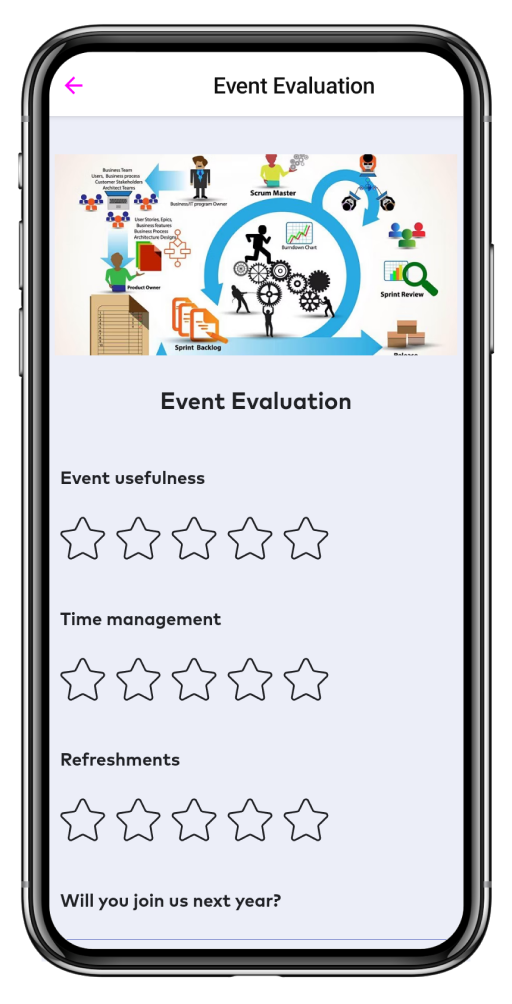 Event Evaluation
Business Team
Users, Business process
Customer Stakeholders
Architect Teams
Business/IT program Owner
Scrum Master
User Stories, Epics,
Business features
Business Process
Architecture Design
Burndown Chart
Product Owner
Sprint Review
Sprint Backlog
Release
Event Evaluation
Event usefulness
Time management
Refreshments
Will you join us next year?